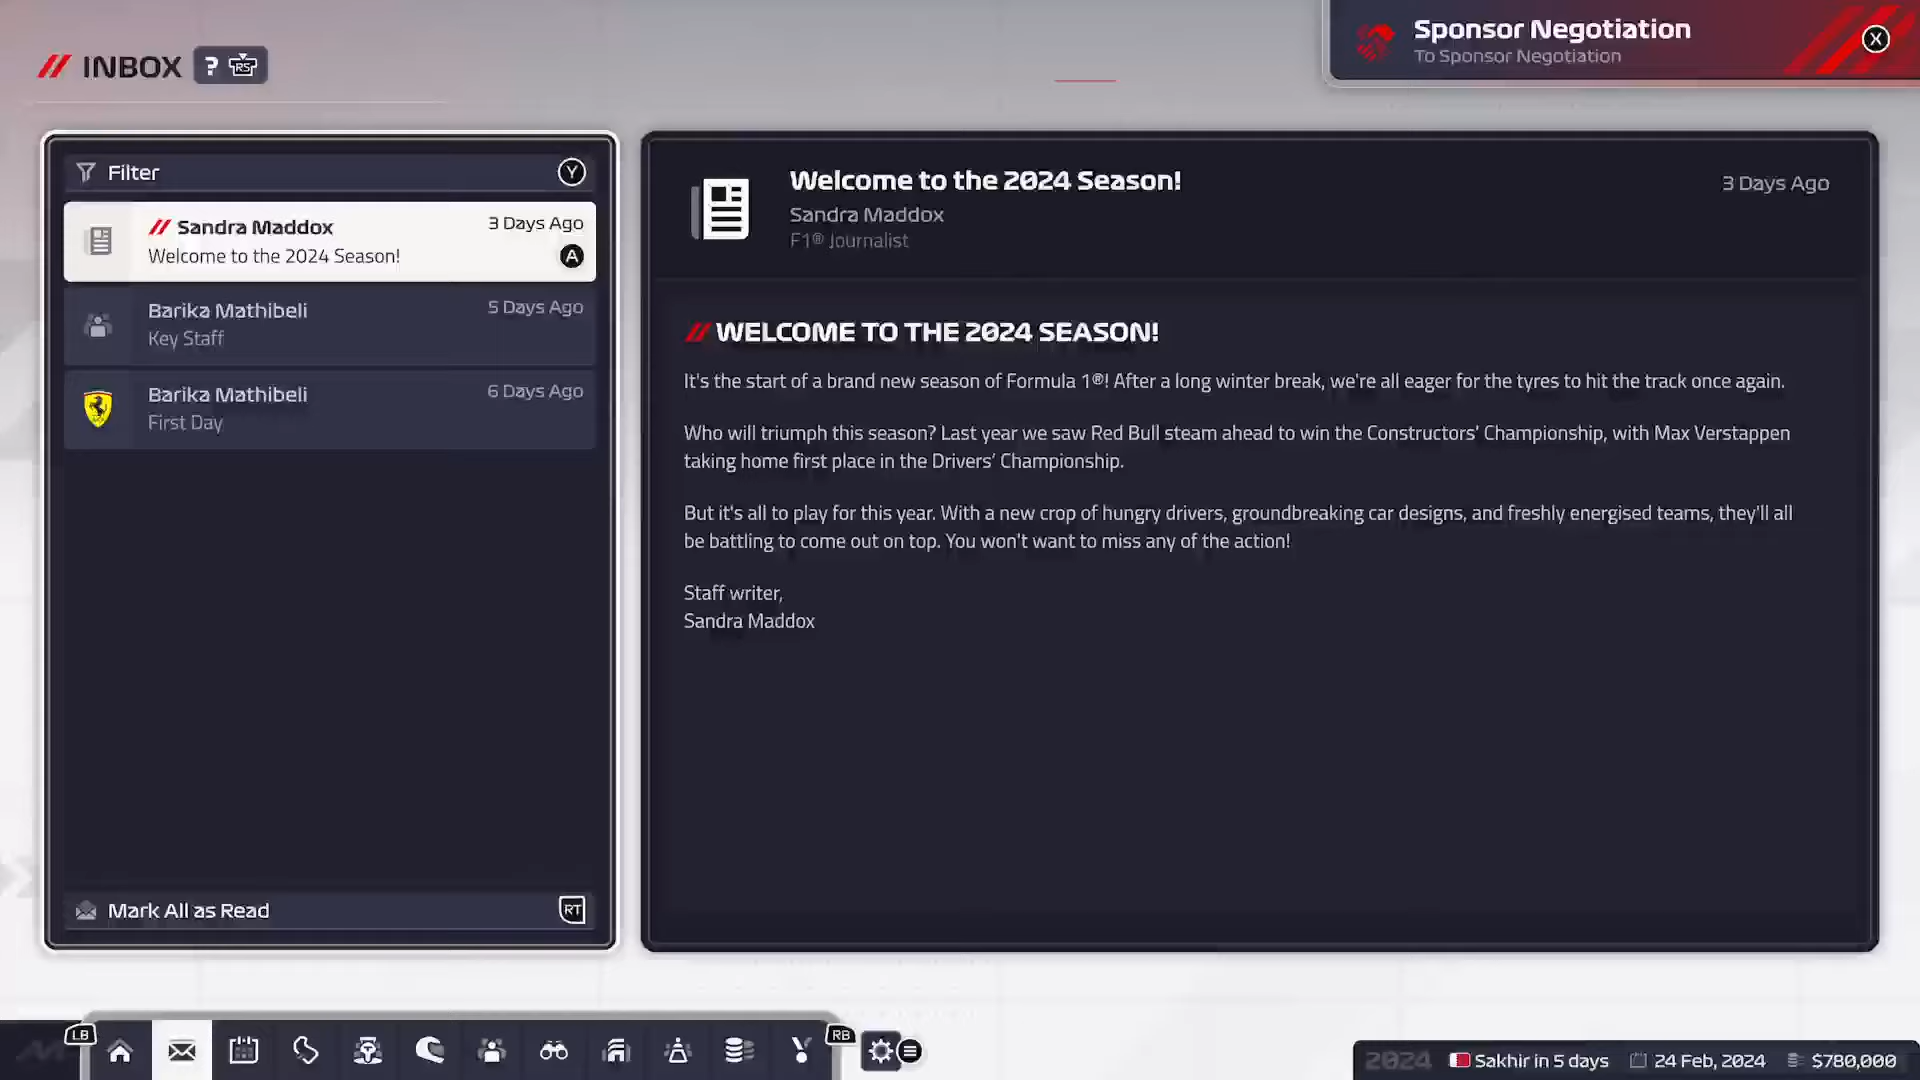 INBOX ? RS
Sponsor Negotiation
To Sponsor Negotiation
X
Filter
Y
Sandra Maddox
3 Days Ago
Welcome to the 2024 Season!
A
Barika Mathibeli
5 Days Ago
Key Staff
Barika Mathibeli
6 Days Ago
First Day
Mark All as Read
RT
Welcome to the 2024 Season!
3 Days Ago
Sandra Maddox
F1® Journalist
WELCOME TO THE 2024 SEASON!
It's the start of a brand new season of Formula 1®! After a long winter break, we're all eager for the tyres to hit the track once again.
Who will triumph this season? Last year we saw Red Bull steam ahead to win the Constructors' Championship, with Max Verstappen
taking home first place in the Drivers' Championship.
But it's all to play for this year. With a new crop of hungry drivers, groundbreaking car designs, and freshly energised teams, they'll all
be battling to come out on top. You won't want to miss any of the action!
Staff writer,
Sandra Maddox
LB
RB
2024
Sakhir in 5 days
24 Feb, 2024
$780,000